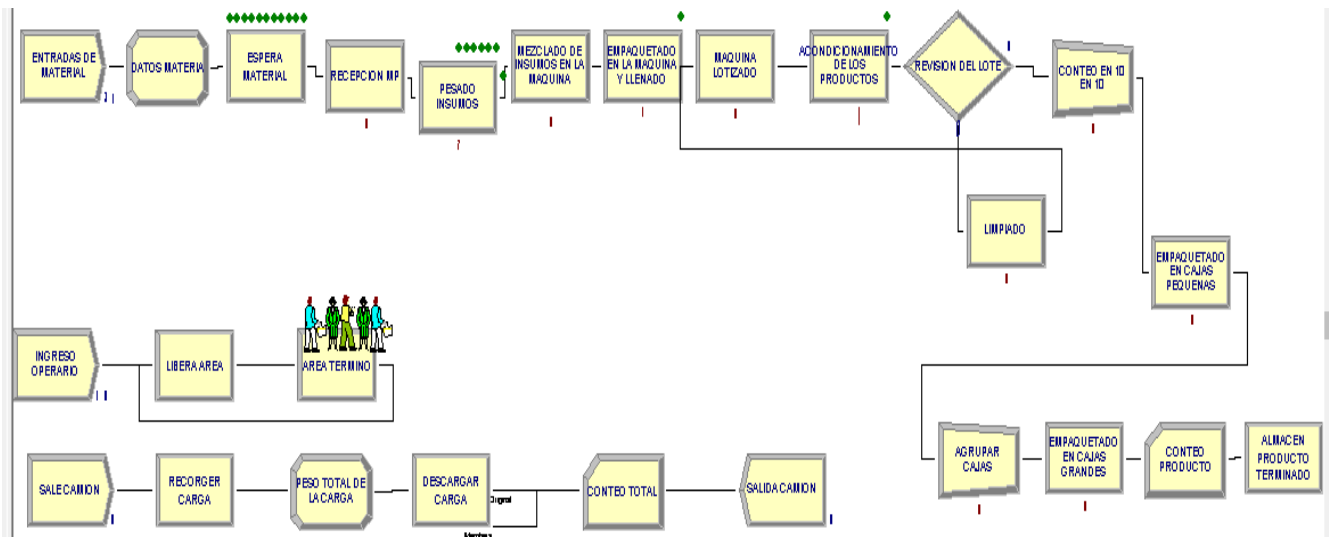 ENTRADAS DE
MATERIAL
DATOS MATERIA
ESPERA
MATERIAL
RECEPCION MP
PESADO
INSUMOS
MEZCLADO DE
INSUMOS EN LA
MAQUINA
EMPAQUETADO
EN LA MAQUINA
Y LLENADO
MAQUINA
LOTIZADO
ACONDICIONAMIENTO
DE LOS
PRODUCTOS
REVISION DEL LOTE
CONTEO EN 10
EN 10
LIMPIADO
EMPAQUETADO
EN CAJAS
PEQUENAS
INGRESO
OPERARIO
LIBERA AREA
AREA TERMINO
AGRUPAR
CAJAS
EMPAQUETADO
EN CAJAS
GRANDES
CONTEO
PRODUCTO
ALMACEN
PRODUCTO
TERMINADO
SALE CAMION
RECORGER
CARGA
PESO TOTAL DE
LA CARGA
DESCARGAR
CARGA
Original
Members
CONTEO TOTAL
SALIDA CAMION